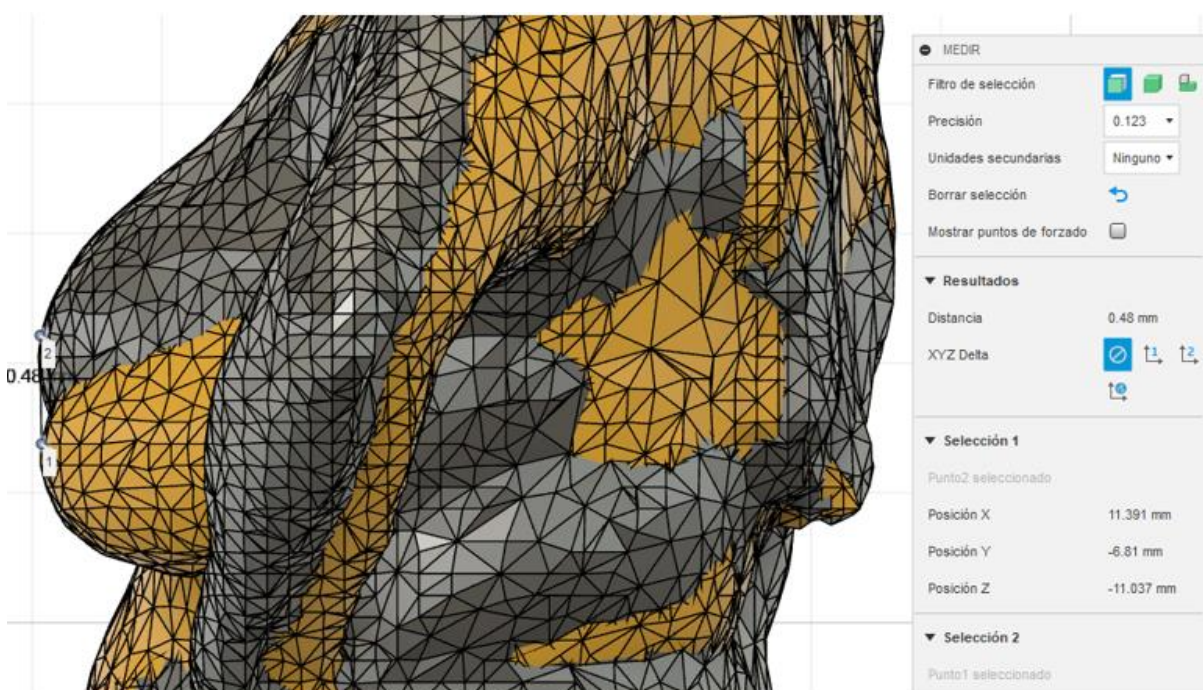 MEDIR
Filtro de selección
Precisión 0.123
Unidades secundarias Ninguno
Borrar selección
Mostrar puntos de forzado
Resultados
Distancia 0.48 mm
XYZ Delta 1 2
Selección 1
Punto2 seleccionado
Posición X 11.391 mm
Posición Y -6.81 mm
Posición Z -11.037 mm
Selección 2
Punto1 seleccionado
2
0.48
1